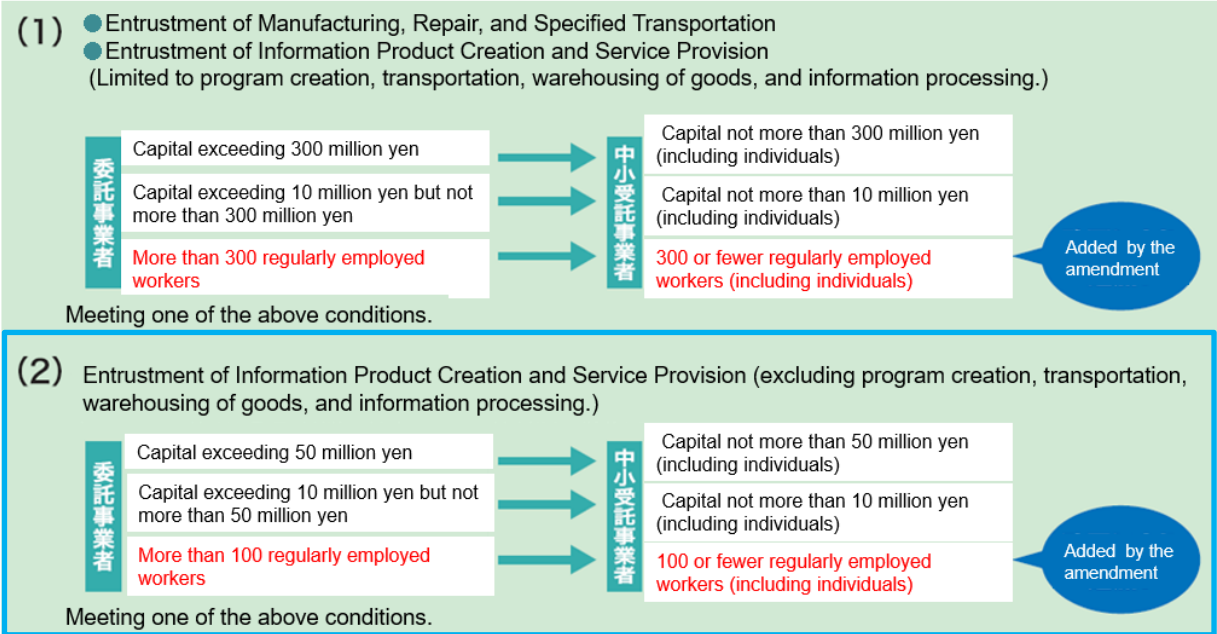 (1) ●Entrustment of Manufacturing, Repair, and Specified Transportation
●Entrustment of Information Product Creation and Service Provision
(Limited to program creation, transportation, warehousing of goods, and information processing.)
委託事業者
Capital exceeding 300 million yen
Capital exceeding 10 million yen but not
more than 300 million yen
More than 300 regularly employed
workers
中小受託事業者
Capital not more than 300 million yen
(including individuals)
Capital not more than 10 million yen
(including individuals)
300 or fewer regularly employed
workers (including individuals)
Added by the
amendment
Meeting one of the above conditions.
(2) Entrustment of Information Product Creation and Service Provision (excluding program creation, transportation,
warehousing of goods, and information processing.)
委託事業者
Capital exceeding 50 million yen
Capital exceeding 10 million yen but not
more than 50 million yen
More than 100 regularly employed
workers
中小受託事業者
Capital not more than 50 million yen
(including individuals)
Capital not more than 10 million yen
(including individuals)
100 or fewer regularly employed
workers (including individuals)
Added by the
amendment
Meeting one of the above conditions.